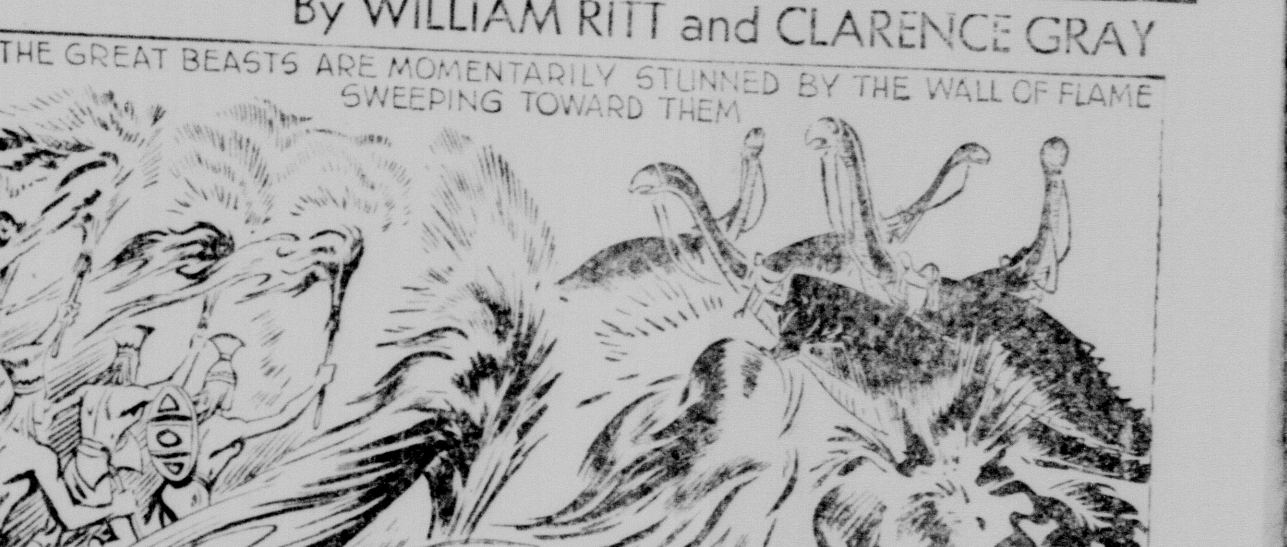 By WILLIAM RITT and CLARENCE GRAY
THE GREAT BEASTS ARE MOMENTARILY STUNNED BY THE WALL OF FLAME
SWEEPING TOWARD THEM